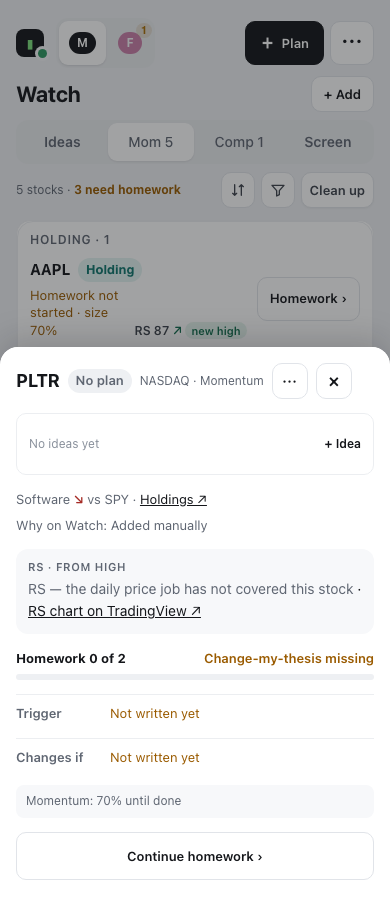 M
F
1
+ Plan
...
Watch
+ Add
Ideas
Mom 5
Comp 1
Screen
5 stocks · 3 need homework
Clean up
HOLDING · 1
AAPL Holding
Homework not
started · size
70%
RS 87 ↗ new high
Homework ›
PLTR No plan NASDAQ · Momentum ... ×
No ideas yet
+ Idea
Software ↘ vs SPY · Holdings ↗
Why on Watch: Added manually
RS · FROM HIGH
RS — the daily price job has not covered this stock ·
RS chart on TradingView ↗
Homework 0 of 2
Change-my-thesis missing
Trigger Not written yet
Changes if Not written yet
Momentum: 70% until done
Continue homework ›